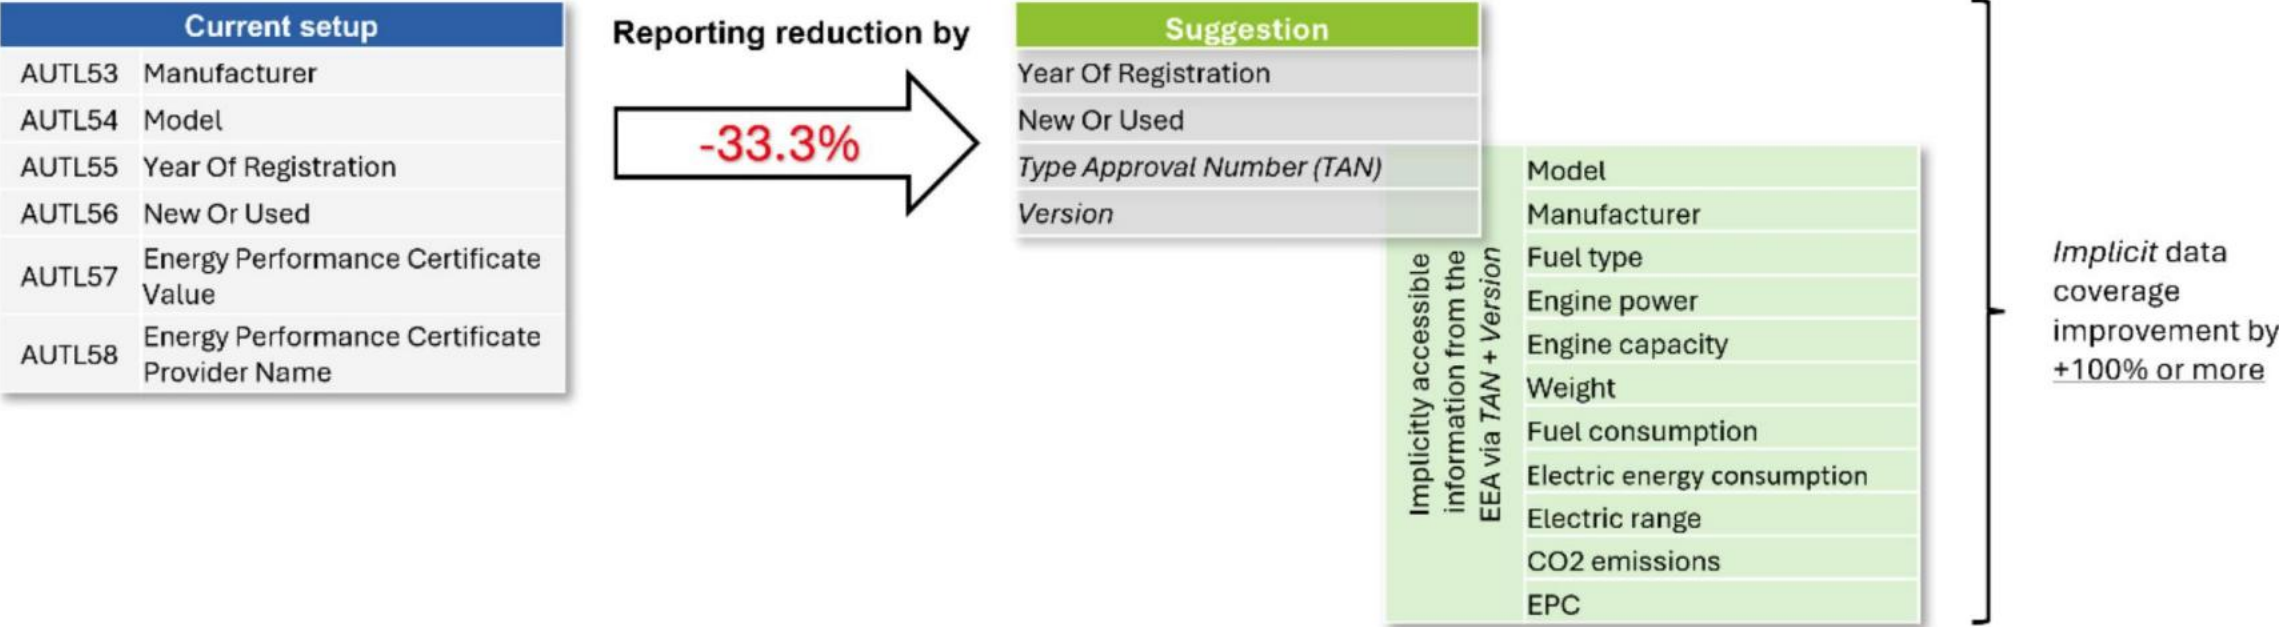 Current setup
AUTL53 Manufacturer
AUTL54 Model
AUTL55 Year Of Registration
AUTL56 New Or Used
AUTL57 Energy Performance Certificate
Value
AUTL58 Energy Performance Certificate
Provider Name
Reporting reduction by
-33.3%
Suggestion
Year Of Registration
New Or Used
Type Approval Number (TAN)
Version
Implicitly accessible
information from the
EEA via TAN + Version
Model
Manufacturer
Fuel type
Engine power
Engine capacity
Weight
Fuel consumption
Electric energy consumption
Electric range
CO2 emissions
EPC
Implicit data
coverage
improvement by
+100% or more